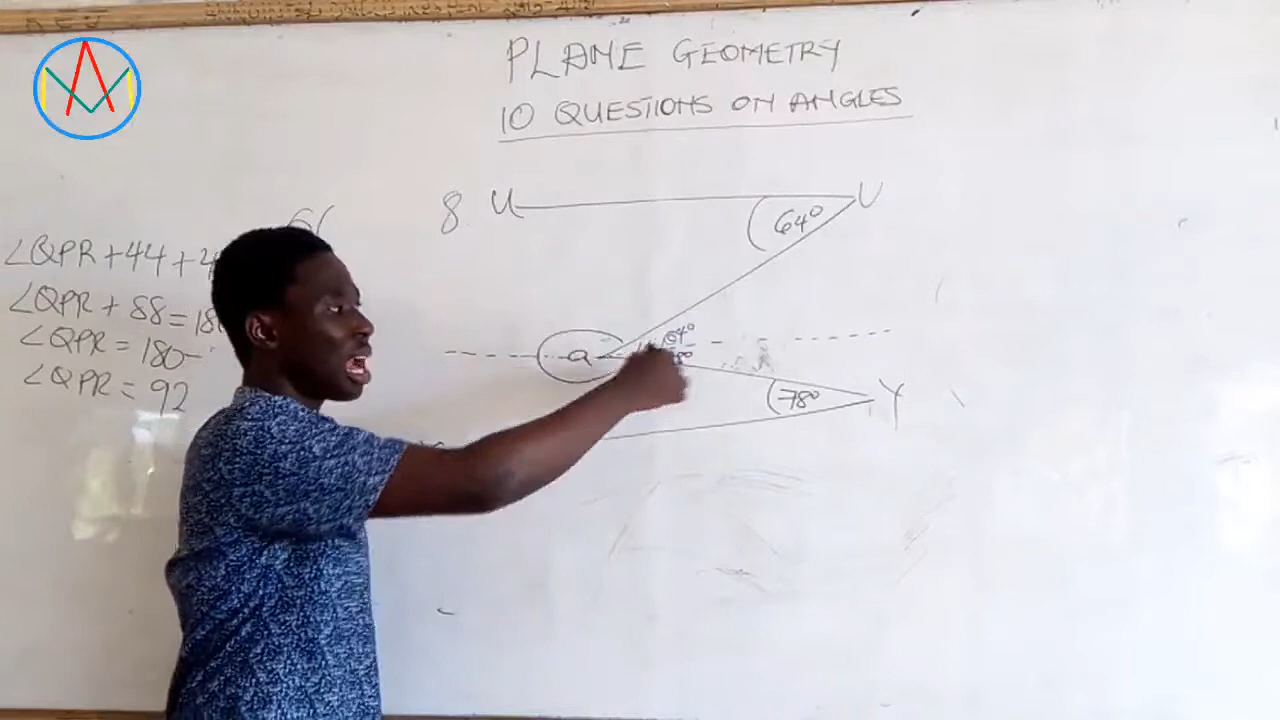 PLANE GEOMETRY
10 QUESTIONS ON ANGLES
∠QPR + 44 +
∠QPR + 88 = 18
∠QPR = 180-
∠QPR = 92
8 U V
64°
64°
a
78° Y